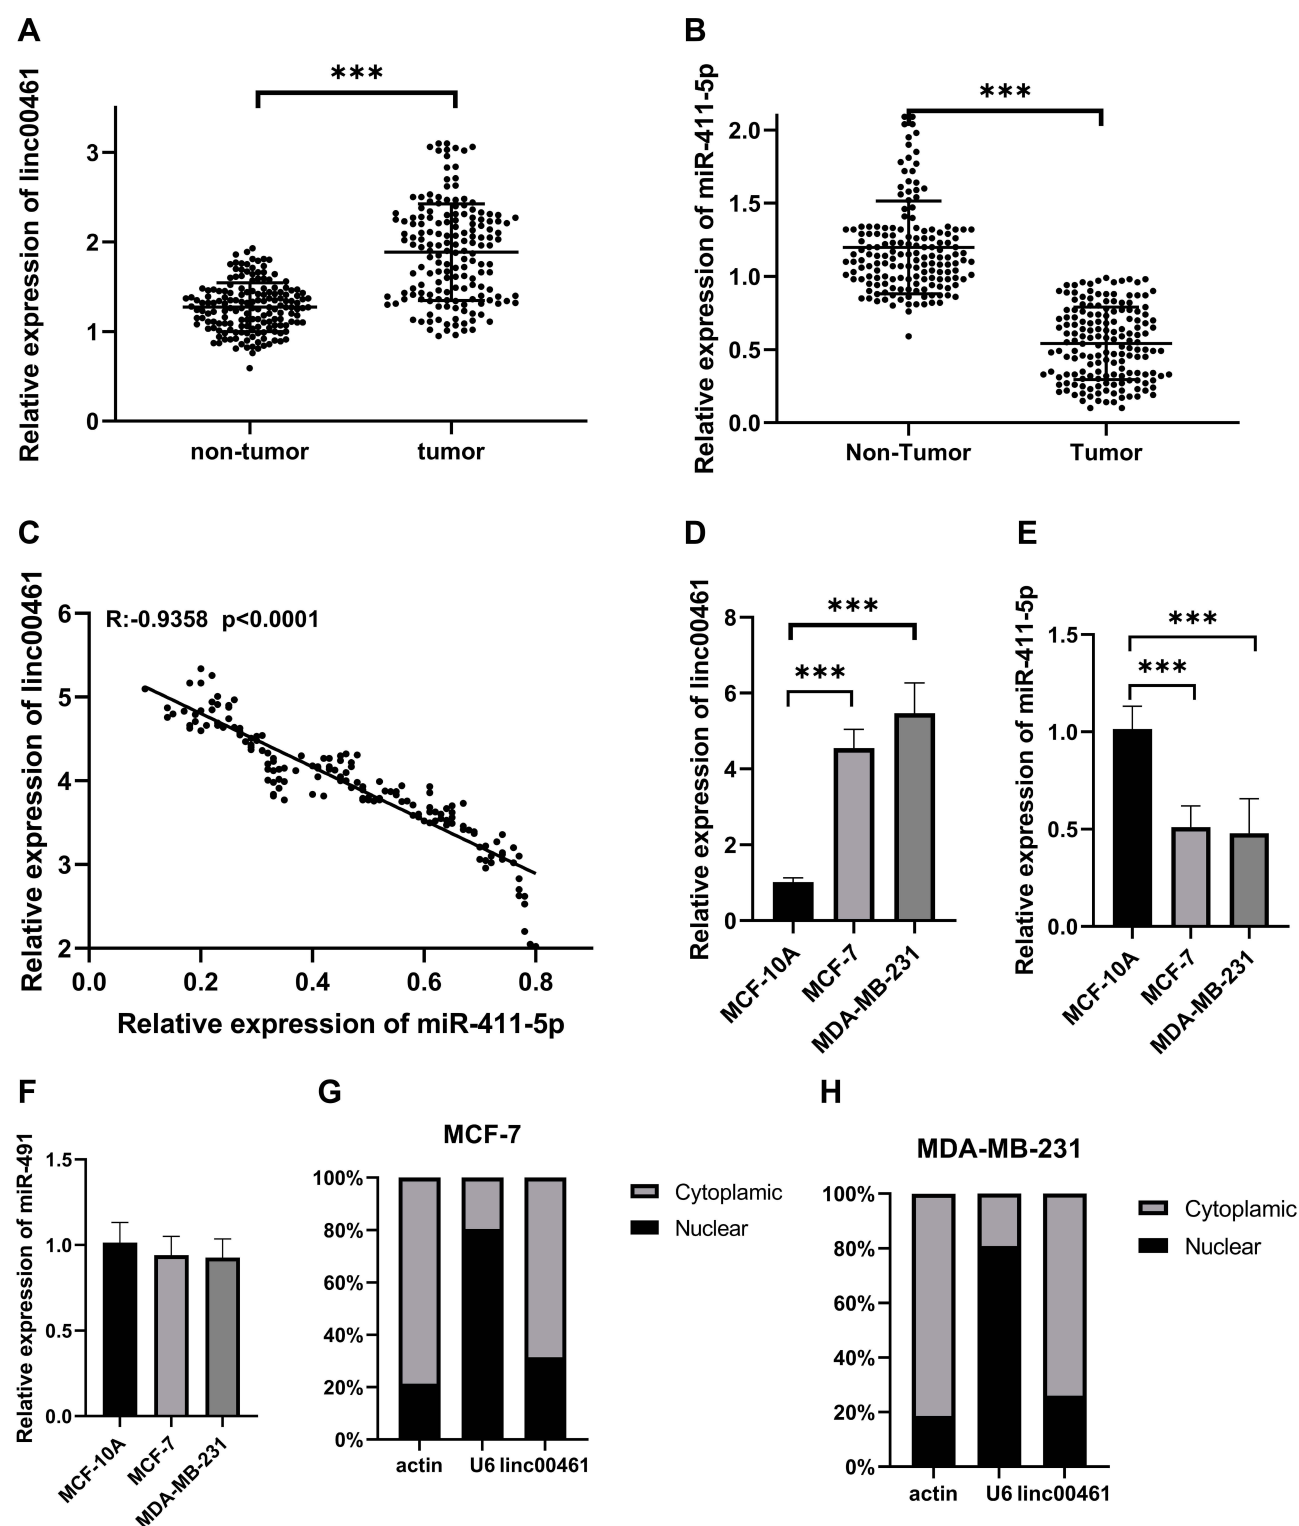 A
Relative expression of linc00461
***
3
2
1
0
non-tumor
tumor
B
Relative expression of miR-411-5p
***
2.0
1.5
1.0
0.5
0.0
Non-Tumor
Tumor
C
Relative expression of linc00461
R:-0.9358 p<0.0001
6
5
4
3
2
0.0 0.2 0.4 0.6 0.8
Relative expression of miR-411-5p
D
Relative expression of linc00461
***
***
8
6
4
2
0
MCF-10A
MCF-7
MDA-MB-231
E
Relative expression of miR-411-5p
***
***
1.5
1.0
0.5
0.0
MCF-10A
MCF-7
MDA-MB-231
F
Relative expression of miR-491
1.5
1.0
0.5
0.0
MCF-10A
MCF-7
MDA-MB-231
G
MCF-7
100%
80%
60%
40%
20%
0%
actin U6 linc00461
Cytoplamic
Nuclear
H
MDA-MB-231
100%
80%
60%
40%
20%
0%
actin U6 linc00461
Cytoplamic
Nuclear